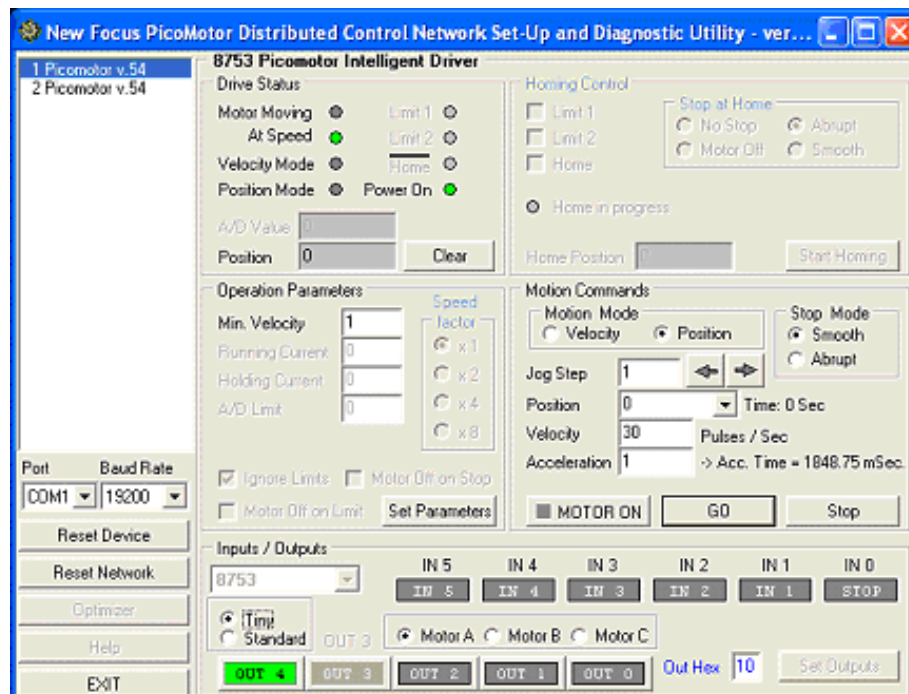 New Focus PicoMotor Distributed Control Network Set-Up and Diagnostic Utility - ver...
1 Picomotor v.54
2 Picomotor v.54
8753 Picomotor Intelligent Driver
Drive Status
Motor Moving Limit 1
At Speed Limit 2
Velocity Mode Home
Position Mode Power On
A/D Value 0
Position 0 Clear
Homing Control
Limit 1
Limit 2
Home
Stop at Home
No Stop Abrupt
Motor Off Smooth
Home in progress
Home Position 0 Start Homing
Operation Parameters
Speed factor
Min. Velocity 1
Running Current 0
Holding Current 0
A/D Limit 0
x 1
x 2
x 4
x 8
Ignore Limits Motor Off on Stop
Motor Off on Limit Set Parameters
Motion Commands
Motion Mode
Velocity Position
Stop Mode
Smooth
Abrupt
Jog Step 1
Position 0 Time: 0 Sec
Velocity 30 Pulses / Sec
Acceleration 1 -> Acc. Time = 1848.75 mSec.
MOTOR ON GO Stop
Port Baud Rate
COM1 19200
Reset Device
Reset Network
Optimizer
Help
EXIT
Inputs / Outputs
8753
IN 5 IN 4 IN 3 IN 2 IN 1 IN 0
IN 5 IN 4 IN 3 IN 2 IN 1 STOP
Tiny
Standard OUT 3 Motor A Motor B Motor C
OUT 4 OUT 3 OUT 2 OUT 1 OUT 0 Out Hex 10 Set Outputs